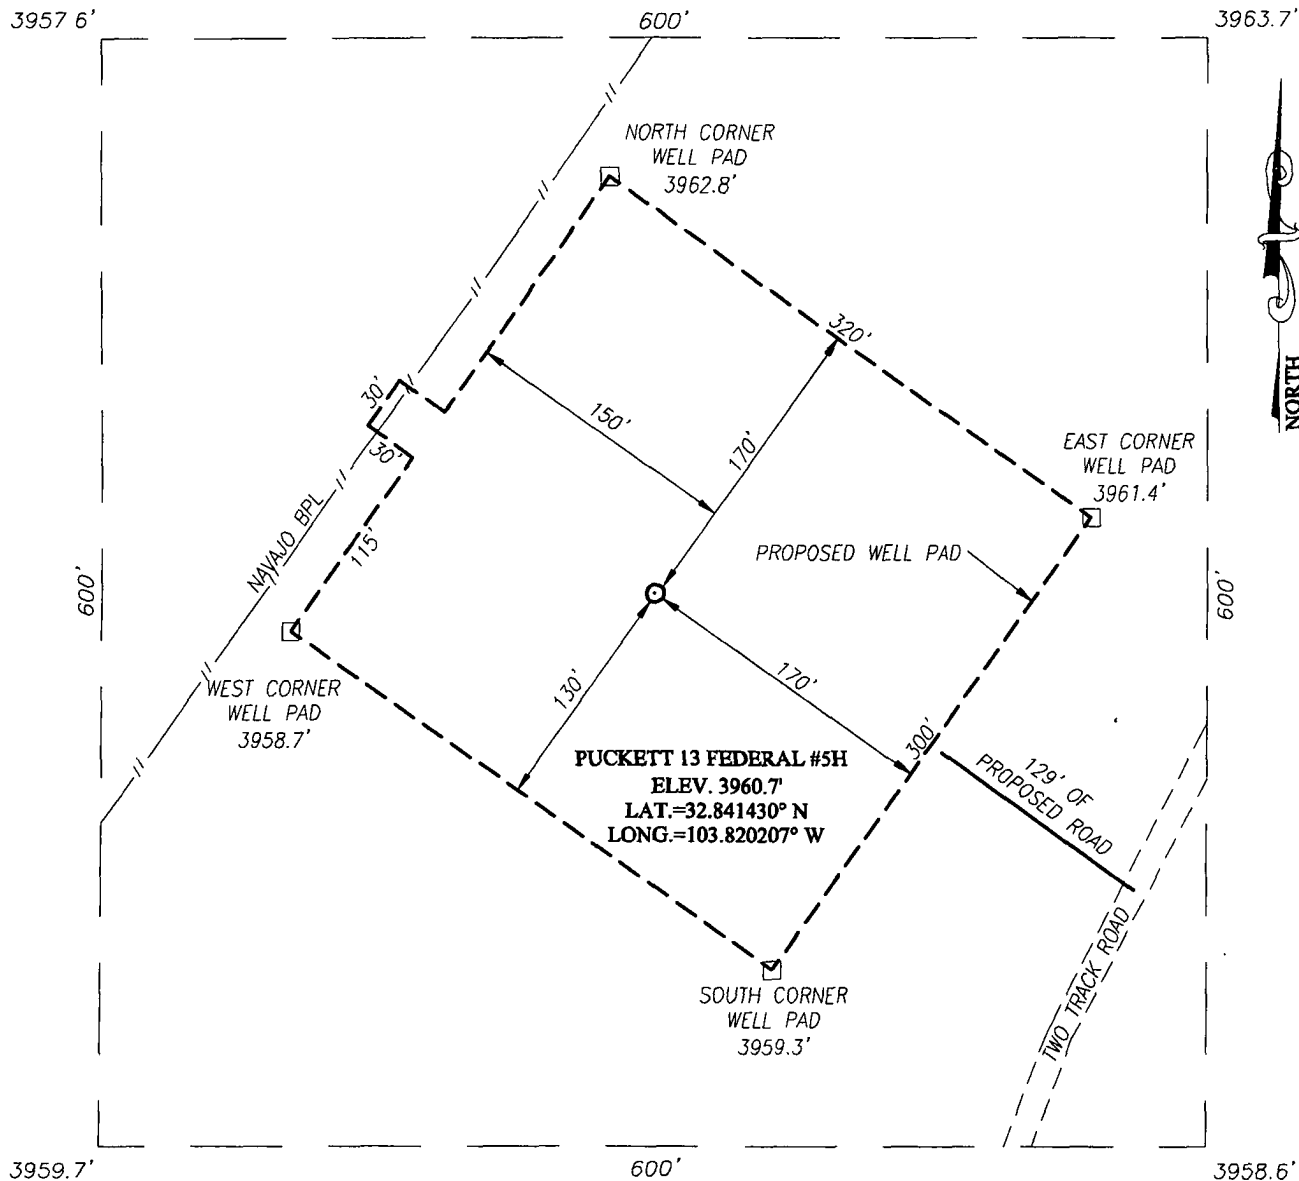 3957 6'
600'
3963.7'
NORTH CORNER
WELL PAD
3962.8'
NORTH
320'
30'
30'
150'
170'
EAST CORNER
WELL PAD
3961.4'
NAVAJO BPL
115'
PROPOSED WELL PAD
600'
600'
WEST CORNER
WELL PAD
3958.7'
130'
170'
300'
PUCKETT 13 FEDERAL #5H
ELEV. 3960.7'
LAT.=32.841430° N
LONG.=103.820207° W
129' OF
PROPOSED ROAD
TWO TRACK ROAD
SOUTH CORNER
WELL PAD
3959.3'
3959.7'
600'
3958.6'